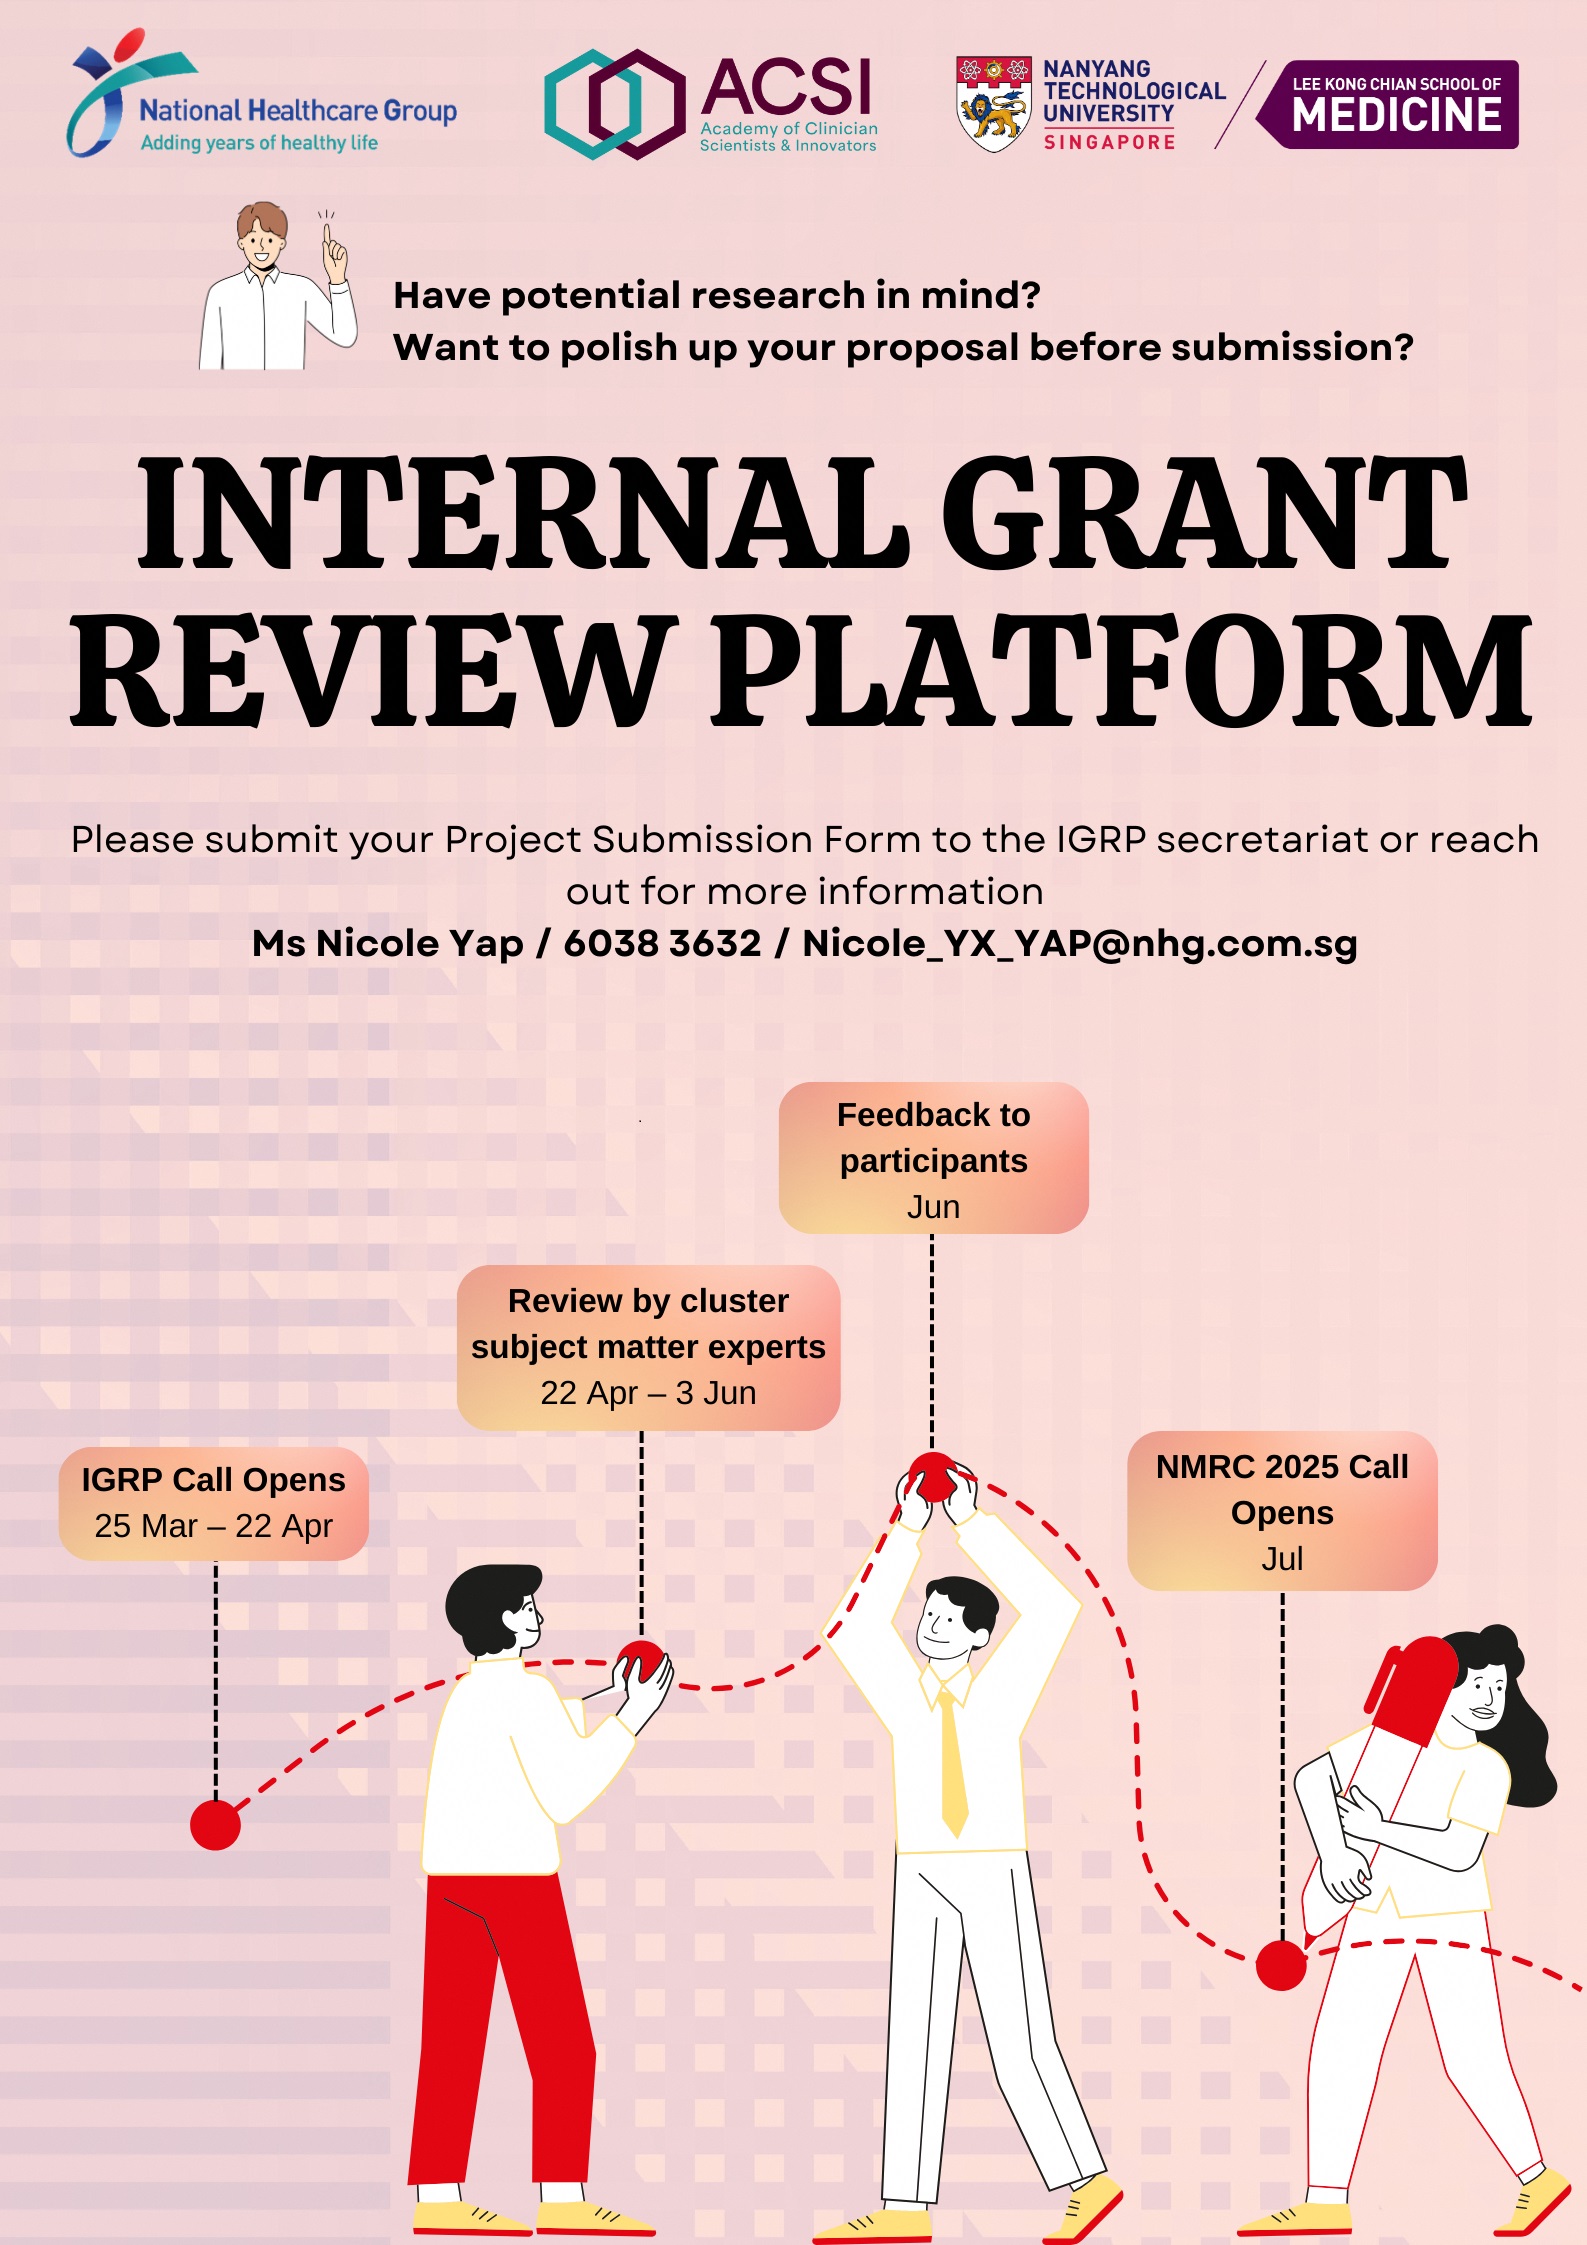 National Healthcare Group
Adding years of healthy life
ACSI
Academy of Clinician
Scientists & Innovators
NANYANG
TECHNOLOGICAL
UNIVERSITY
SINGAPORE
LEE KONG CHIAN SCHOOL OF
MEDICINE
Have potential research in mind?
Want to polish up your proposal before submission?
INTERNAL GRANT
REVIEW PLATFORM
Please submit your Project Submission Form to the IGRP secretariat or reach
out for more information
Ms Nicole Yap / 6038 3632 / Nicole_YX_YAP@nhg.com.sg
Feedback to
participants
Jun
Review by cluster
subject matter experts
22 Apr – 3 Jun
IGRP Call Opens
25 Mar – 22 Apr
NMRC 2025 Call
Opens
Jul